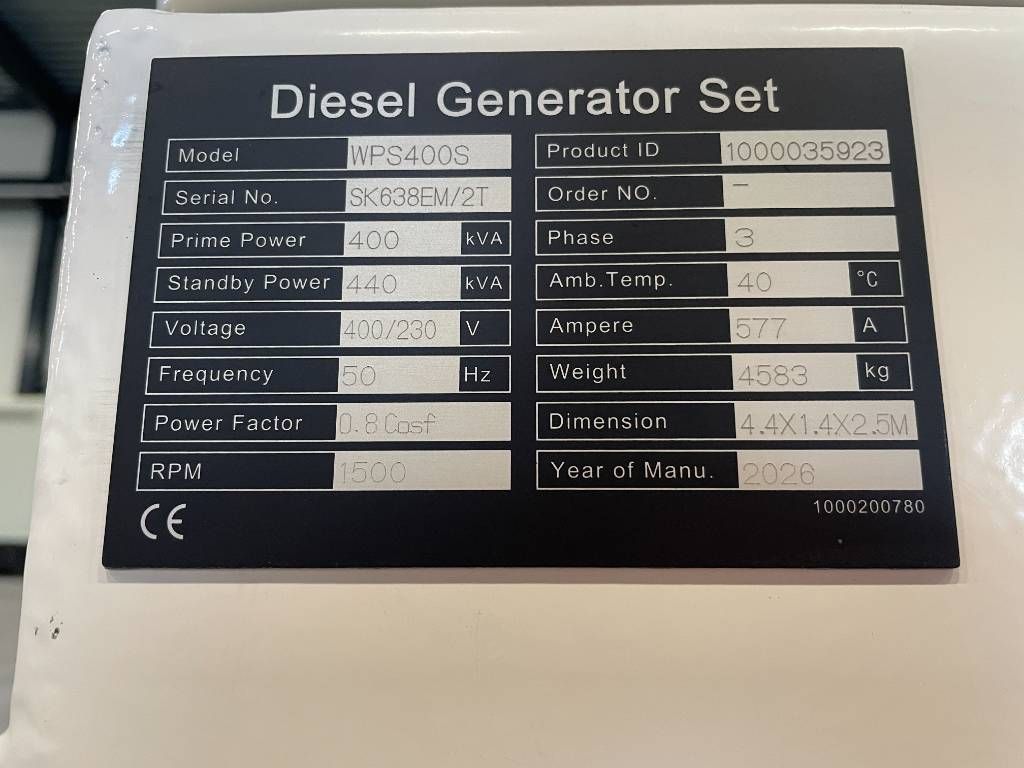 Diesel Generator Set
Model WPS400S
Serial No. SK638EM/2T
Prime Power 400 kVA
Standby Power 440 kVA
Voltage 400/230 V
Frequency 50 Hz
Power Factor 0.8 Cosf
RPM 1500
Product ID 1000035923
Order NO. –
Phase 3
Amb.Temp. 40 °C
Ampere 577 A
Weight 4583 kg
Dimension 4.4X1.4X2.5M
Year of Manu. 2026
CE
1000200780